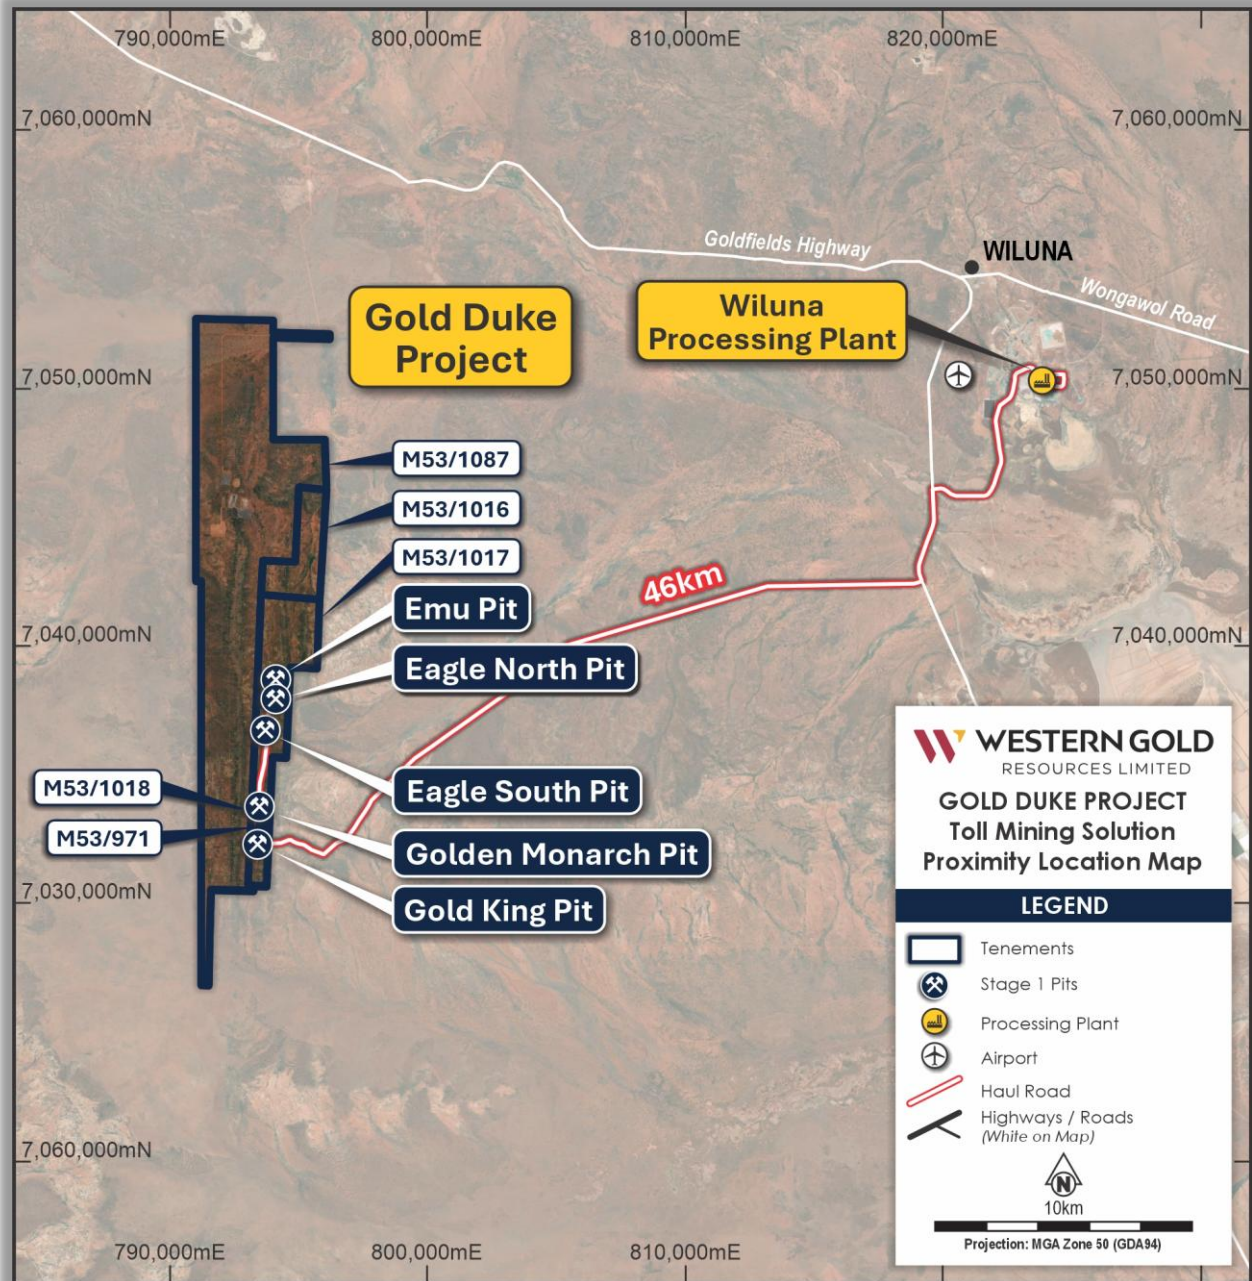 790,000mE
800,000mE
810,000mE
820,000mE
7,060,000mN
7,060,000mN
Goldfields Highway
WILUNA
Wongawol Road
Gold Duke
Project
Wiluna
Processing Plant
7,050,000mN
7,050,000mN
M53/1087
M53/1016
M53/1017
46km
Emu Pit
7,040,000mN
7,040,000mN
Eagle North Pit
M53/1018
Eagle South Pit
M53/971
Golden Monarch Pit
7,030,000mN
Gold King Pit
WESTERN GOLD
RESOURCES LIMITED
GOLD DUKE PROJECT
Toll Mining Solution
Proximity Location Map
LEGEND
Tenements
Stage 1 Pits
Processing Plant
Airport
Haul Road
Highways / Roads
(White on Map)
N
10km
Projection: MGA Zone 50 (GDA94)
7,060,000mN
790,000mE
800,000mE
810,000mE